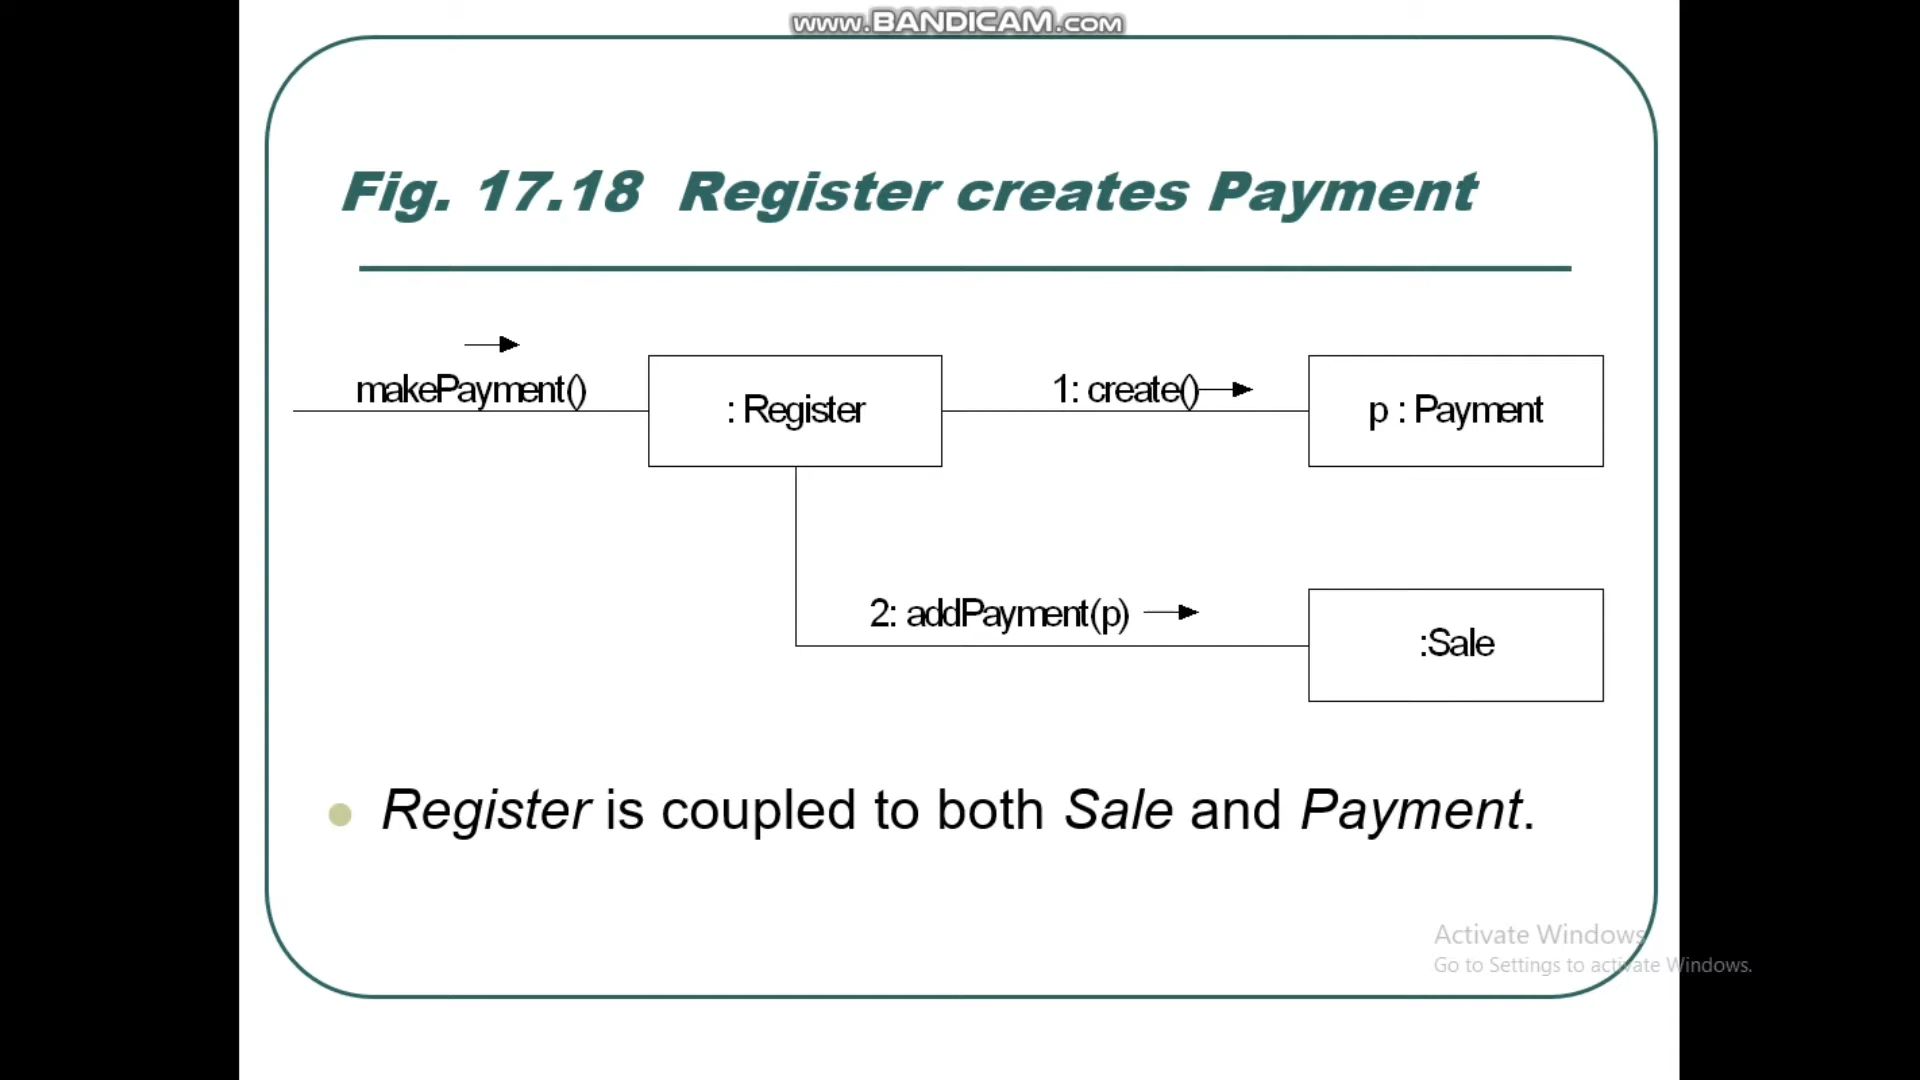 www.BANDICAM.com
Fig. 17.18 Register creates Payment
makePayment()
: Register
1: create()
p : Payment
2: addPayment(p)
:Sale
Register is coupled to both Sale and Payment.
Activate Windows
Go to Settings to activate Windows.